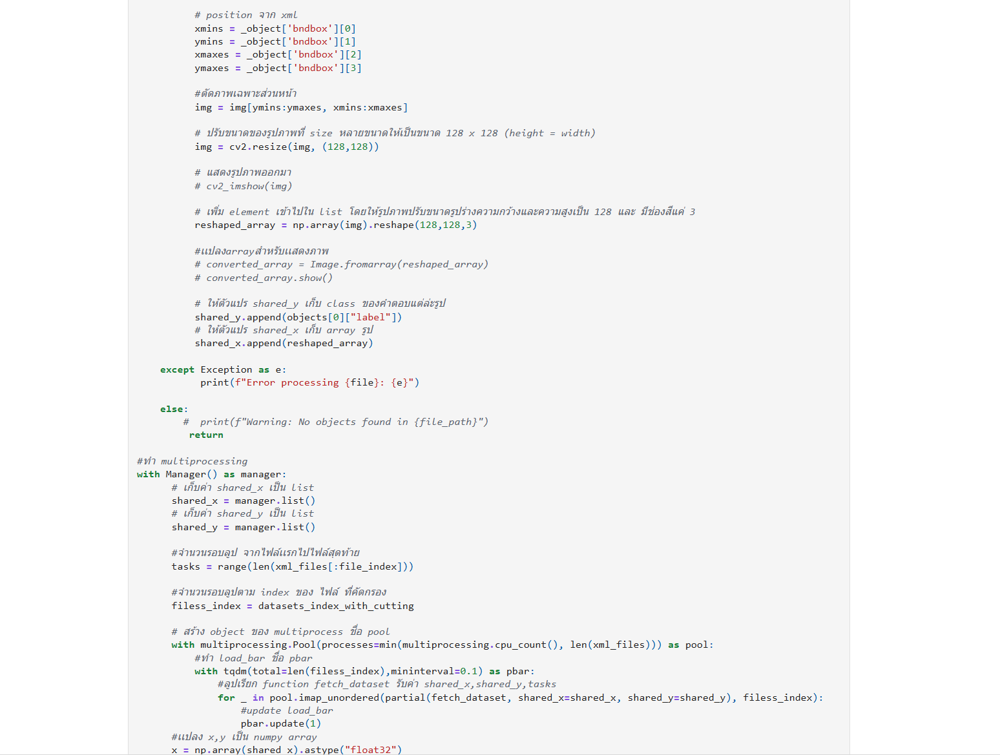 # position จาก xml
xmins = _object['bndbox'][0]
ymins = _object['bndbox'][1]
xmaxes = _object['bndbox'][2]
ymaxes = _object['bndbox'][3]
#ตัดภาพเฉพาะส่วนหน้า
img = img[ymins:ymaxes, xmins:xmaxes]
# ปรับขนาดของรูปภาพที่ size หลายขนาดให้เป็นขนาด 128 x 128 (height = width)
img = cv2.resize(img, (128,128))
# แสดงรูปภาพออกมา
# cv2_imshow(img)
# เพิ่ม element เข้าไปใน list โดยให้รูปภาพปรับขนาดรูปร่างความกว้างและความสูงเป็น 128 และ มีช่องสีแค่ 3
reshaped_array = np.array(img).reshape(128,128,3)
#แปลงarrayสำหรับแสดงภาพ
# converted_array = Image.fromarray(reshaped_array)
# converted_array.show()
# ให้ตัวแปร shared_y เก็บ class ของคำตอบแต่ล่ะรูป
shared_y.append(objects[0]["label"])
# ให้ตัวแปร shared_x เก็บ array รูป
shared_x.append(reshaped_array)
except Exception as e:
print(f"Error processing {file}: {e}")
else:
#  print(f"Warning: No objects found in {file_path}")
return
#ทำ multiprocessing
with Manager() as manager:
# เก็บค่า shared_x เป็น list
shared_x = manager.list()
# เก็บค่า shared_y เป็น list
shared_y = manager.list()
#จำนวนรอบลูป จากไฟล์แรกไปไฟล์สุดท้าย
tasks = range(len(xml_files[:file_index]))
#จำนวนรอบลูปตาม index ของ ไฟล์ ที่คัดกรอง
filess_index = datasets_index_with_cutting
# สร้าง object ของ multiprocess ชื่อ pool
with multiprocessing.Pool(processes=min(multiprocessing.cpu_count(), len(xml_files))) as pool:
#ทำ load_bar ชื่อ pbar
with tqdm(total=len(filess_index),mininterval=0.1) as pbar:
#ลูปเรียก function fetch_dataset รับค่า shared_x,shared_y,tasks
for _ in pool.imap_unordered(partial(fetch_dataset, shared_x=shared_x, shared_y=shared_y), filess_index):
#update load_bar
pbar.update(1)
#แปลง x,y เป็น numpy array
x = np.array(shared_x).astype("float32")